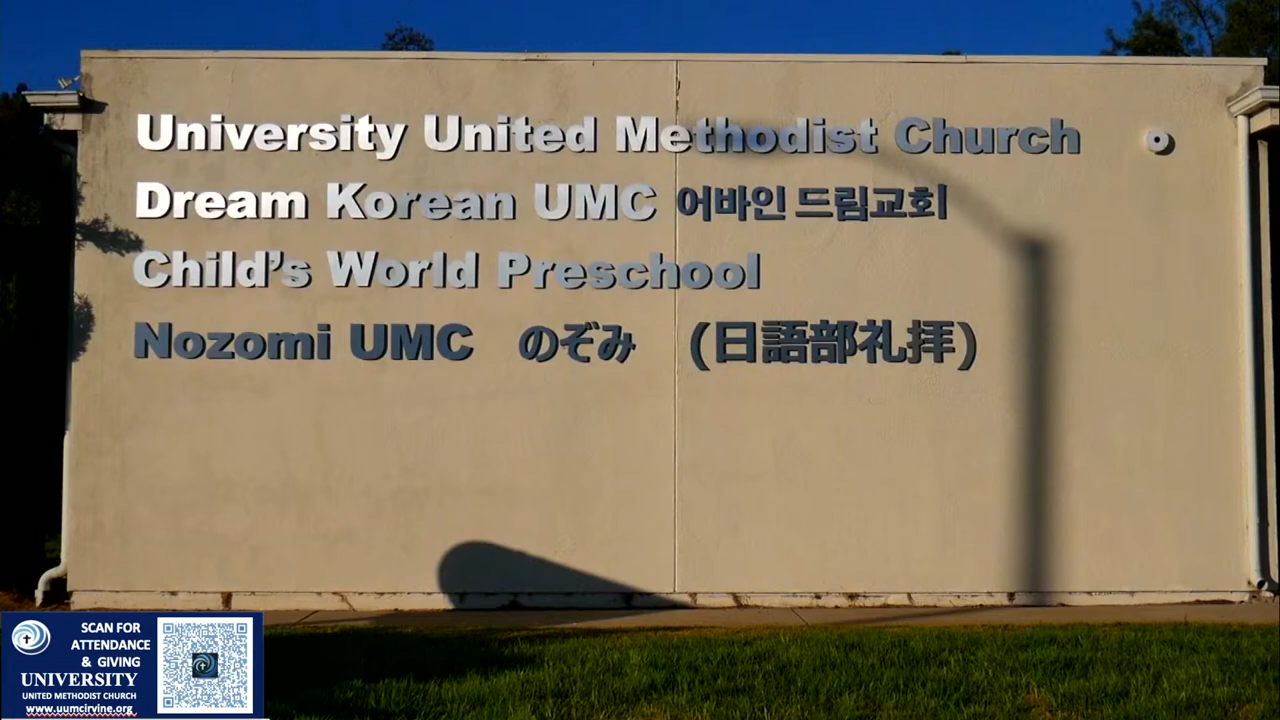 University United Methodist Church
Dream Korean UMC 어바인 드림교회
Child's World Preschool
Nozomi UMC のぞみ (日語部礼拝)
SCAN FOR
ATTENDANCE
& GIVING
UNIVERSITY
UNITED METHODIST CHURCH
www.uumcirvine.org